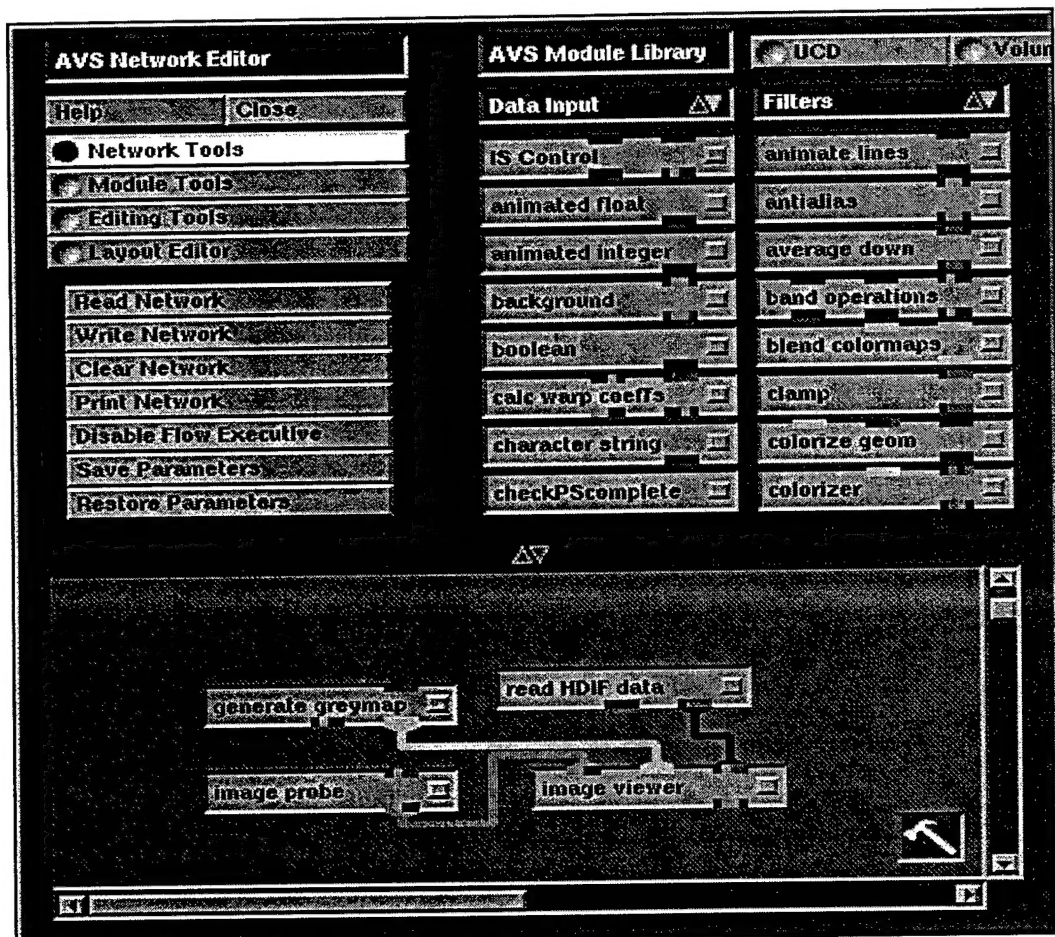 AVS Network Editor
Help Close
Network Tools
Module Tools
Editing Tools
Layout Editor
Read Network
Write Network
Clear Network
Print Network
Disable Flow Executive
Save Parameters
Restore Parameters
AVS Module Library
Data Input
IS Control
animated float
animated integer
background
boolean
calc warp coeffs
character string
checkPScomplete
UCD Volum
Filters
animate lines
antialias
average down
band operations
blend colormaps
clamp
colorize geom
colorizer
generate greymap
read HDIF data
image probe
image viewer